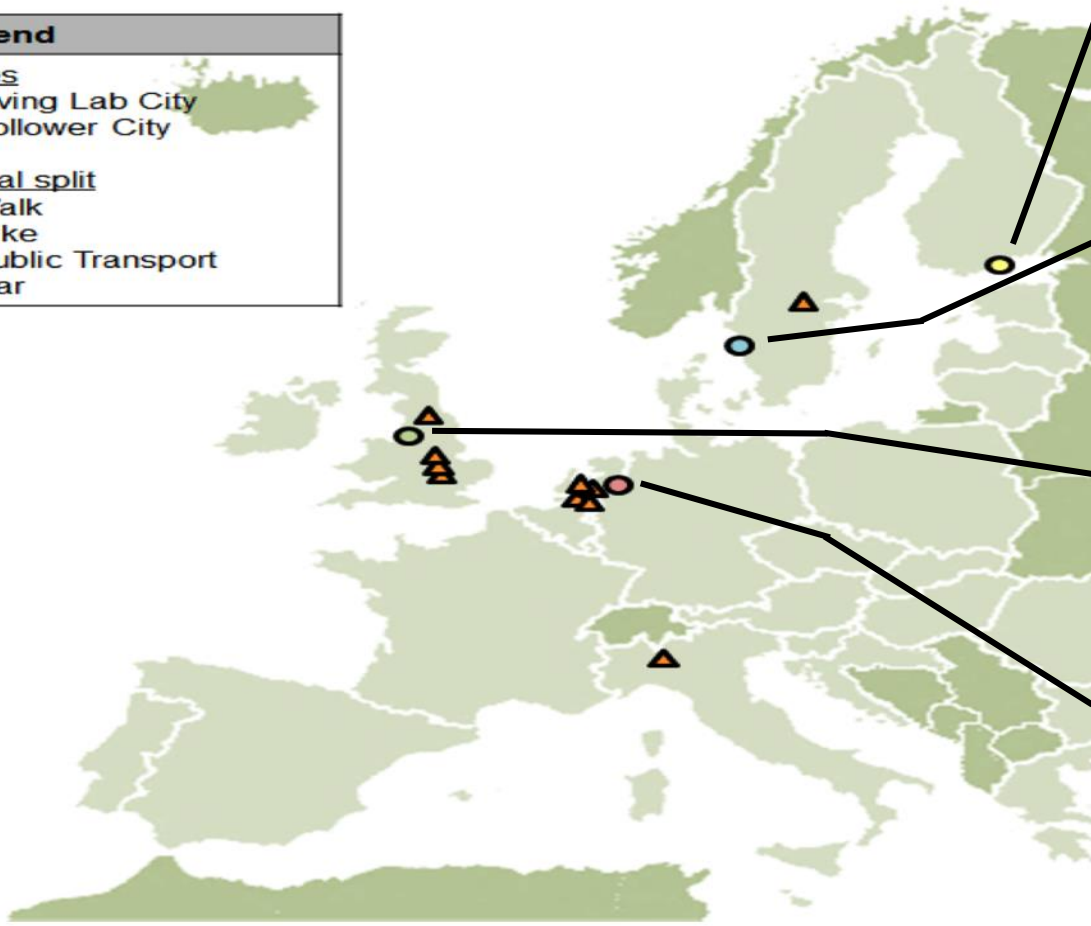 end
s
ving Lab City
ollower City
al split
alk
ke
ublic Transport
ar